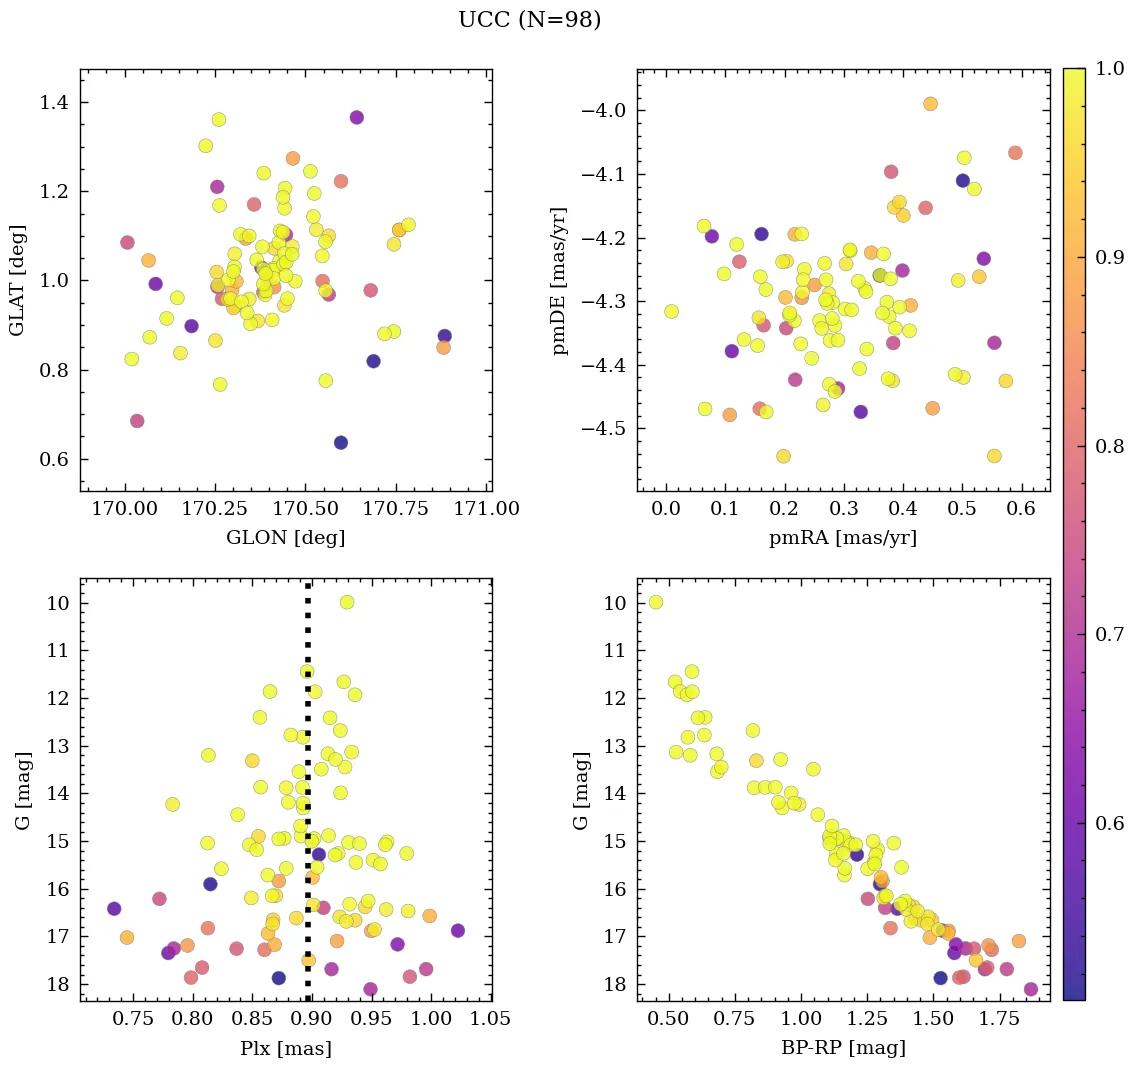 UCC (N=98)
1.4
1.2
1.0
0.8
0.6
GLAT [deg]
170.00 170.25 170.50 170.75 171.00
GLON [deg]
−4.0
−4.1
−4.2
−4.3
−4.4
−4.5
pmDE [mas/yr]
0.0 0.1 0.2 0.3 0.4 0.5 0.6
pmRA [mas/yr]
1.0
0.9
0.8
0.7
0.6
10
11
12
13
14
15
16
17
18
G [mag]
0.75 0.80 0.85 0.90 0.95 1.00 1.05
Plx [mas]
10
11
12
13
14
15
16
17
18
G [mag]
0.50 0.75 1.00 1.25 1.50 1.75
BP-RP [mag]